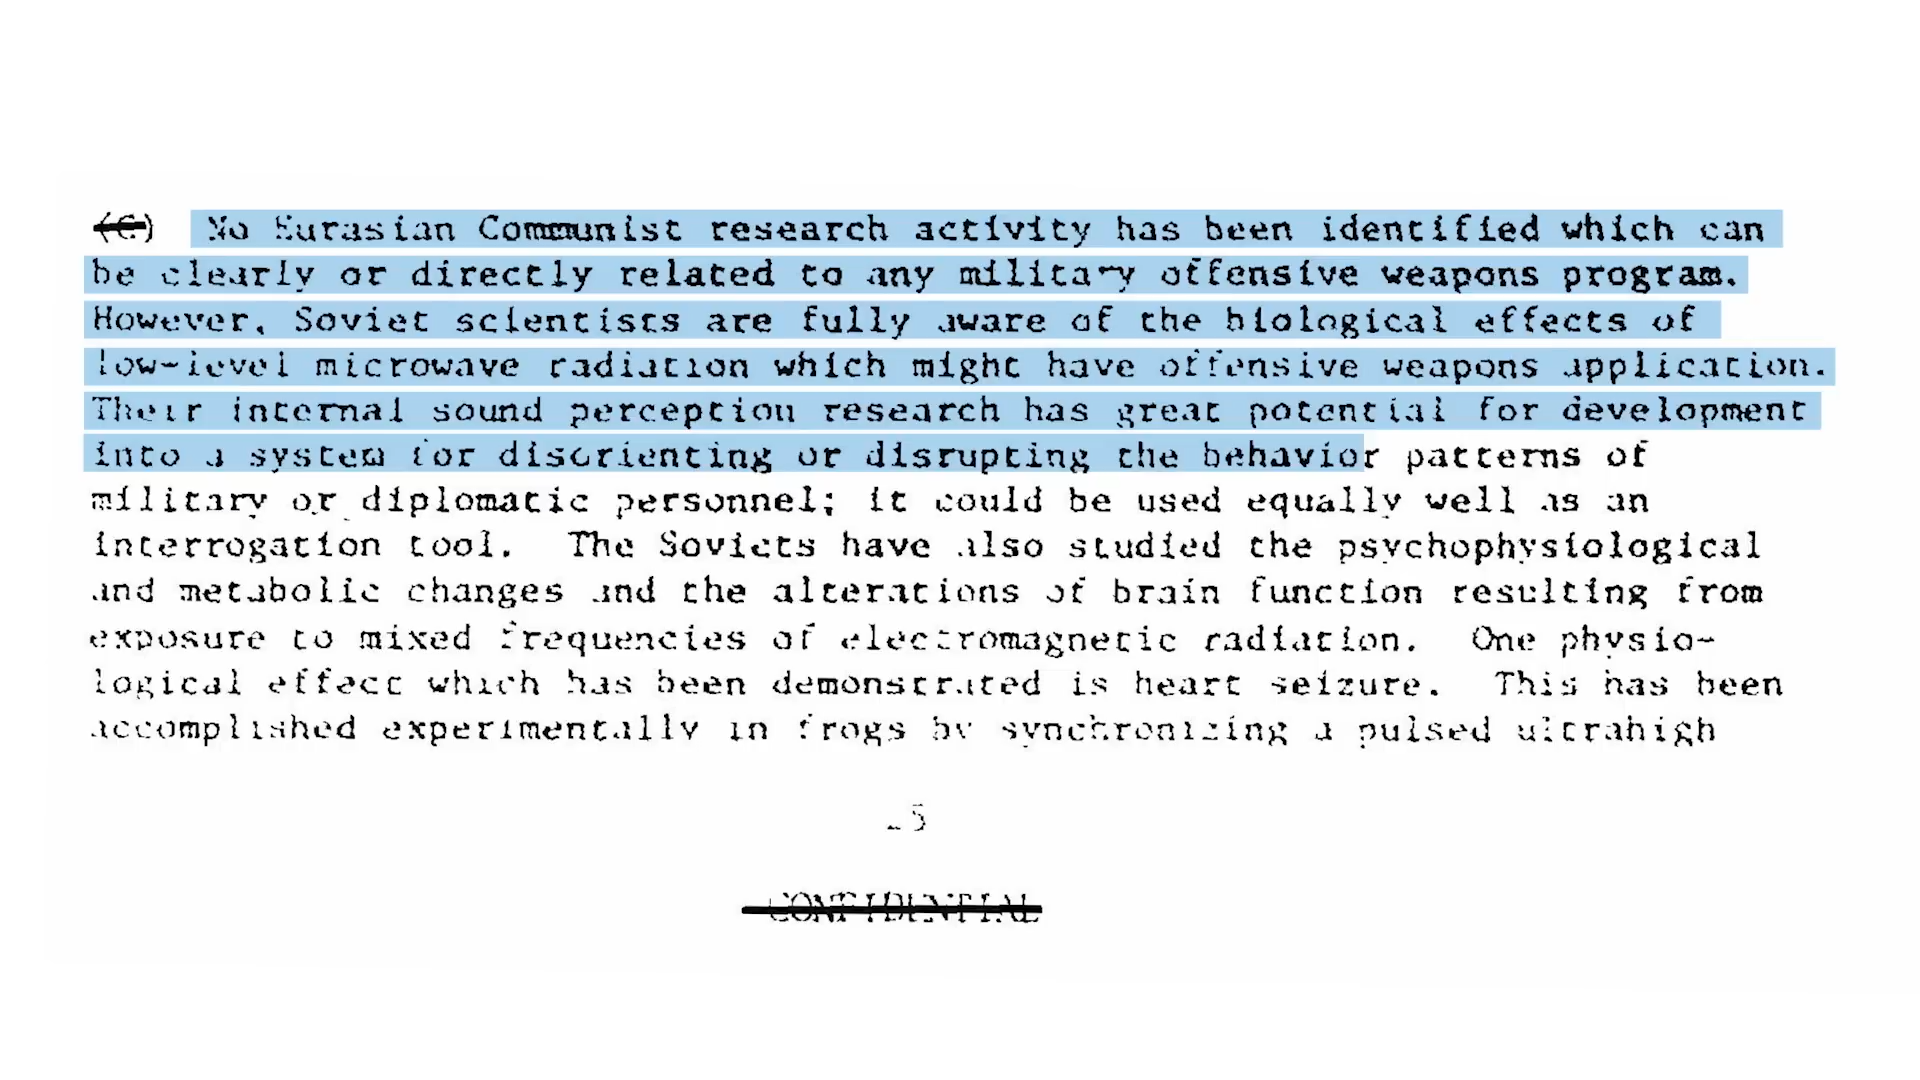 (C) No Eurasian Communist research activity has been identified which can
be clearly or directly related to any military offensive weapons program.
However, Soviet scientists are fully aware of the biological effects of
low-level microwave radiation which might have offensive weapons application.
Their internal sound perception research has great potential for development
into a system for disorienting or disrupting the behavior patterns of
military or diplomatic personnel; it could be used equally well as an
interrogation tool. The Soviets have also studied the psychophysiological
and metabolic changes and the alterations of brain function resulting from
exposure to mixed frequencies of electromagnetic radiation. One physio-
logical effect which has been demonstrated is heart seizure. This has been
accomplished experimentally in frogs by synchronizing a pulsed ultrahigh
CONFIDENTIAL